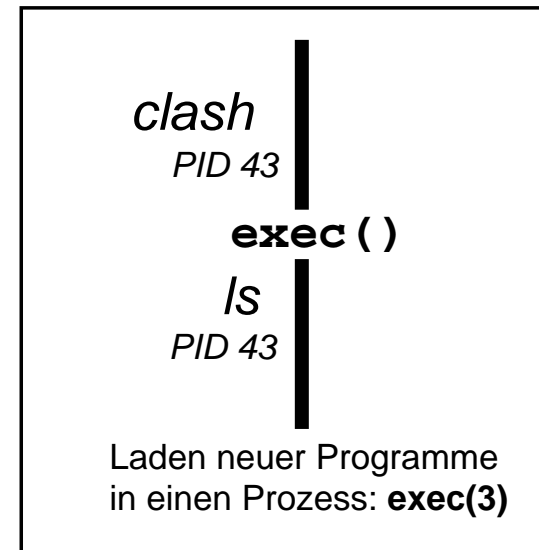 clash
PID 43
exec()
ls
PID 43
Laden neuer Programme
in einen Prozess: exec(3)